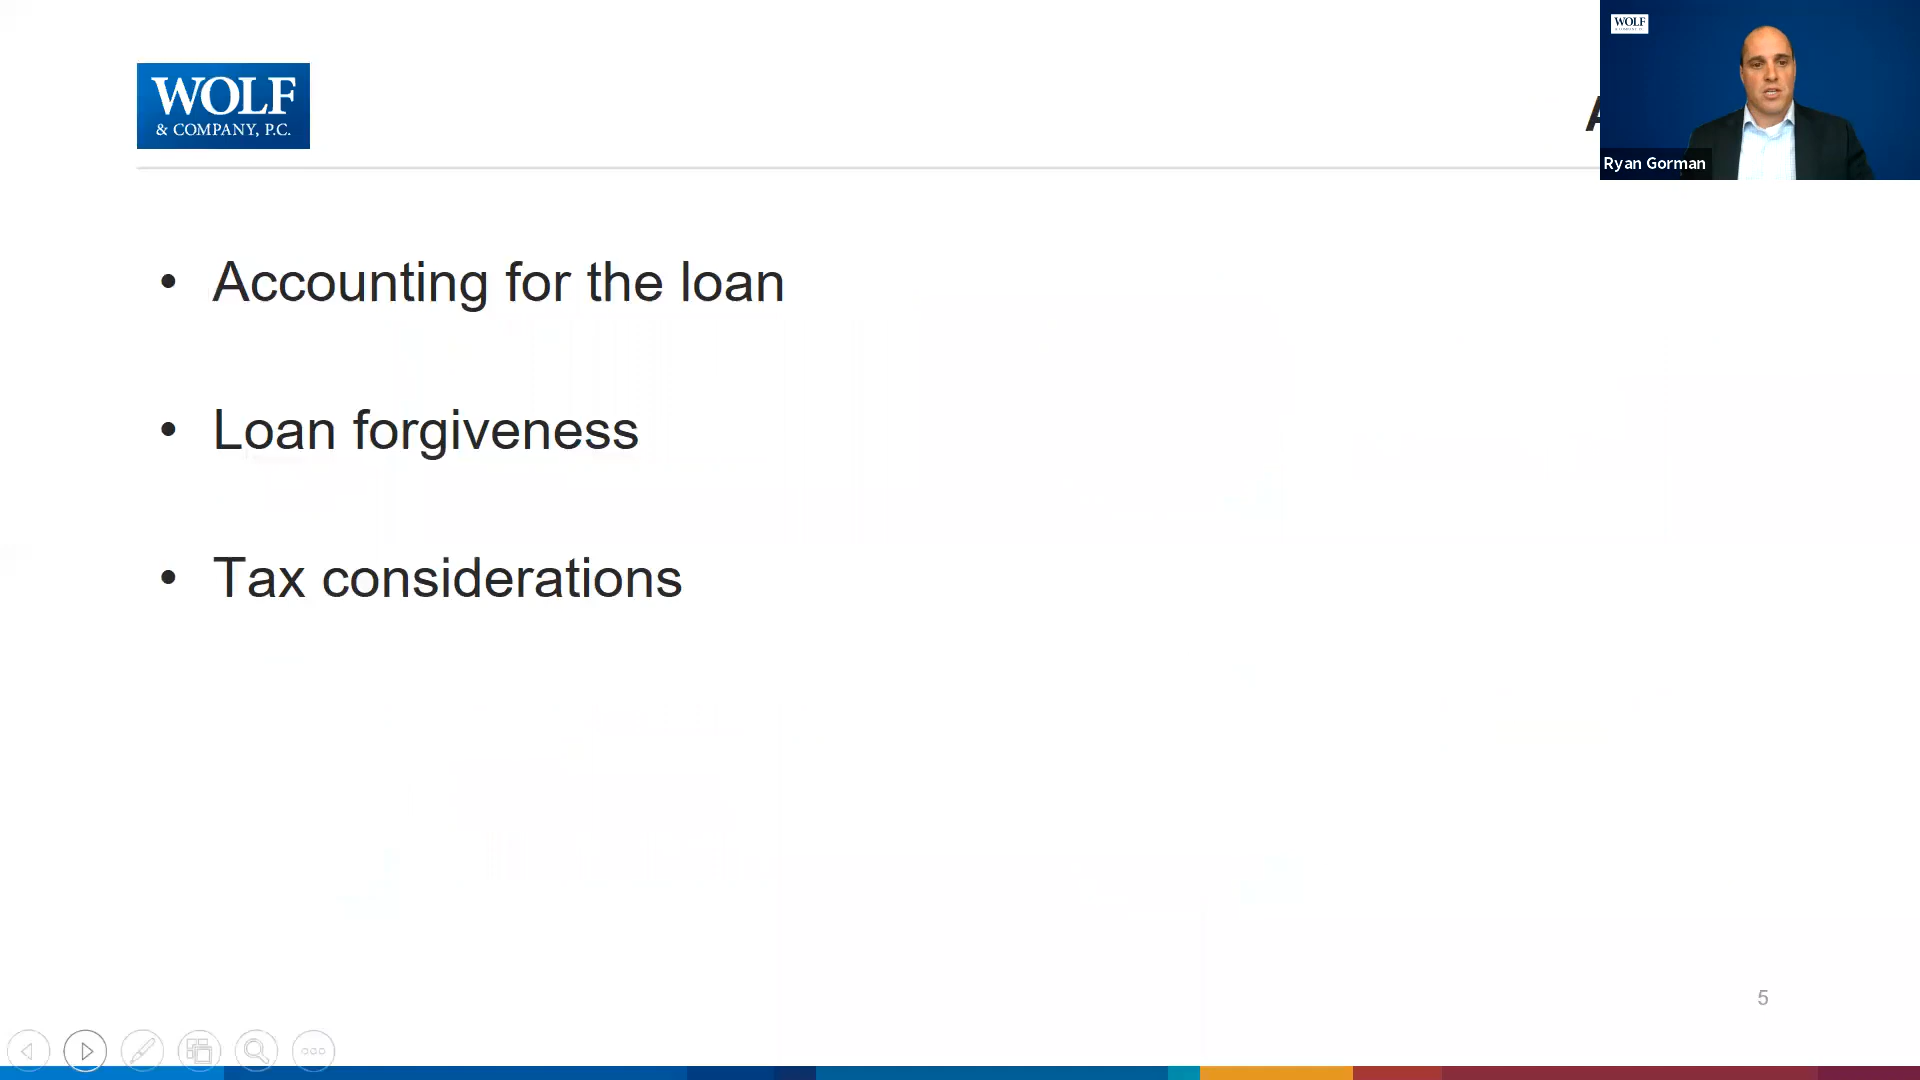 WOLF
& COMPANY, P.C.
WOLF
Ryan Gorman
• Accounting for the loan
• Loan forgiveness
• Tax considerations
5